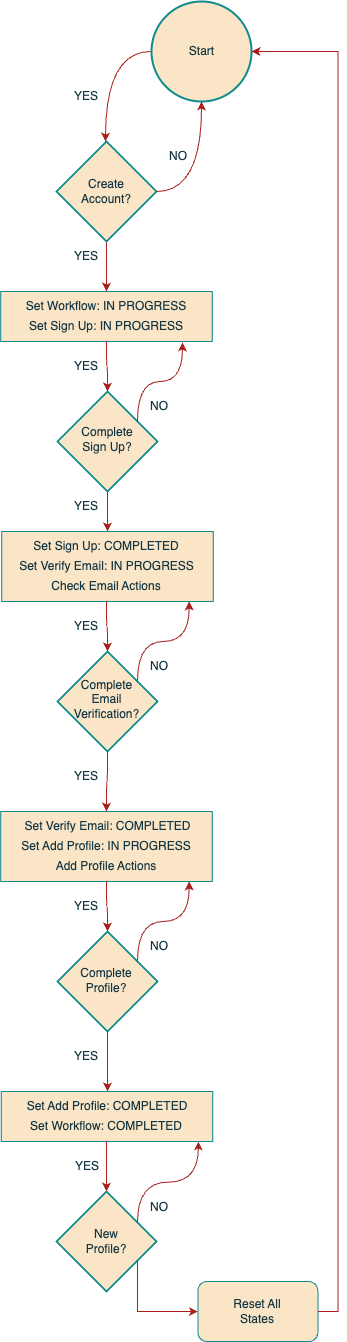 Start
YES
NO
Create
Account?
YES
Set Workflow: IN PROGRESS
Set Sign Up: IN PROGRESS
YES
NO
Complete
Sign Up?
YES
Set Sign Up: COMPLETED
Set Verify Email: IN PROGRESS
Check Email Actions
YES
NO
Complete
Email
Verification?
YES
Set Verify Email: COMPLETED
Set Add Profile: IN PROGRESS
Add Profile Actions
YES
NO
Complete
Profile?
YES
Set Add Profile: COMPLETED
Set Workflow: COMPLETED
YES
NO
New
Profile?
Reset All
States